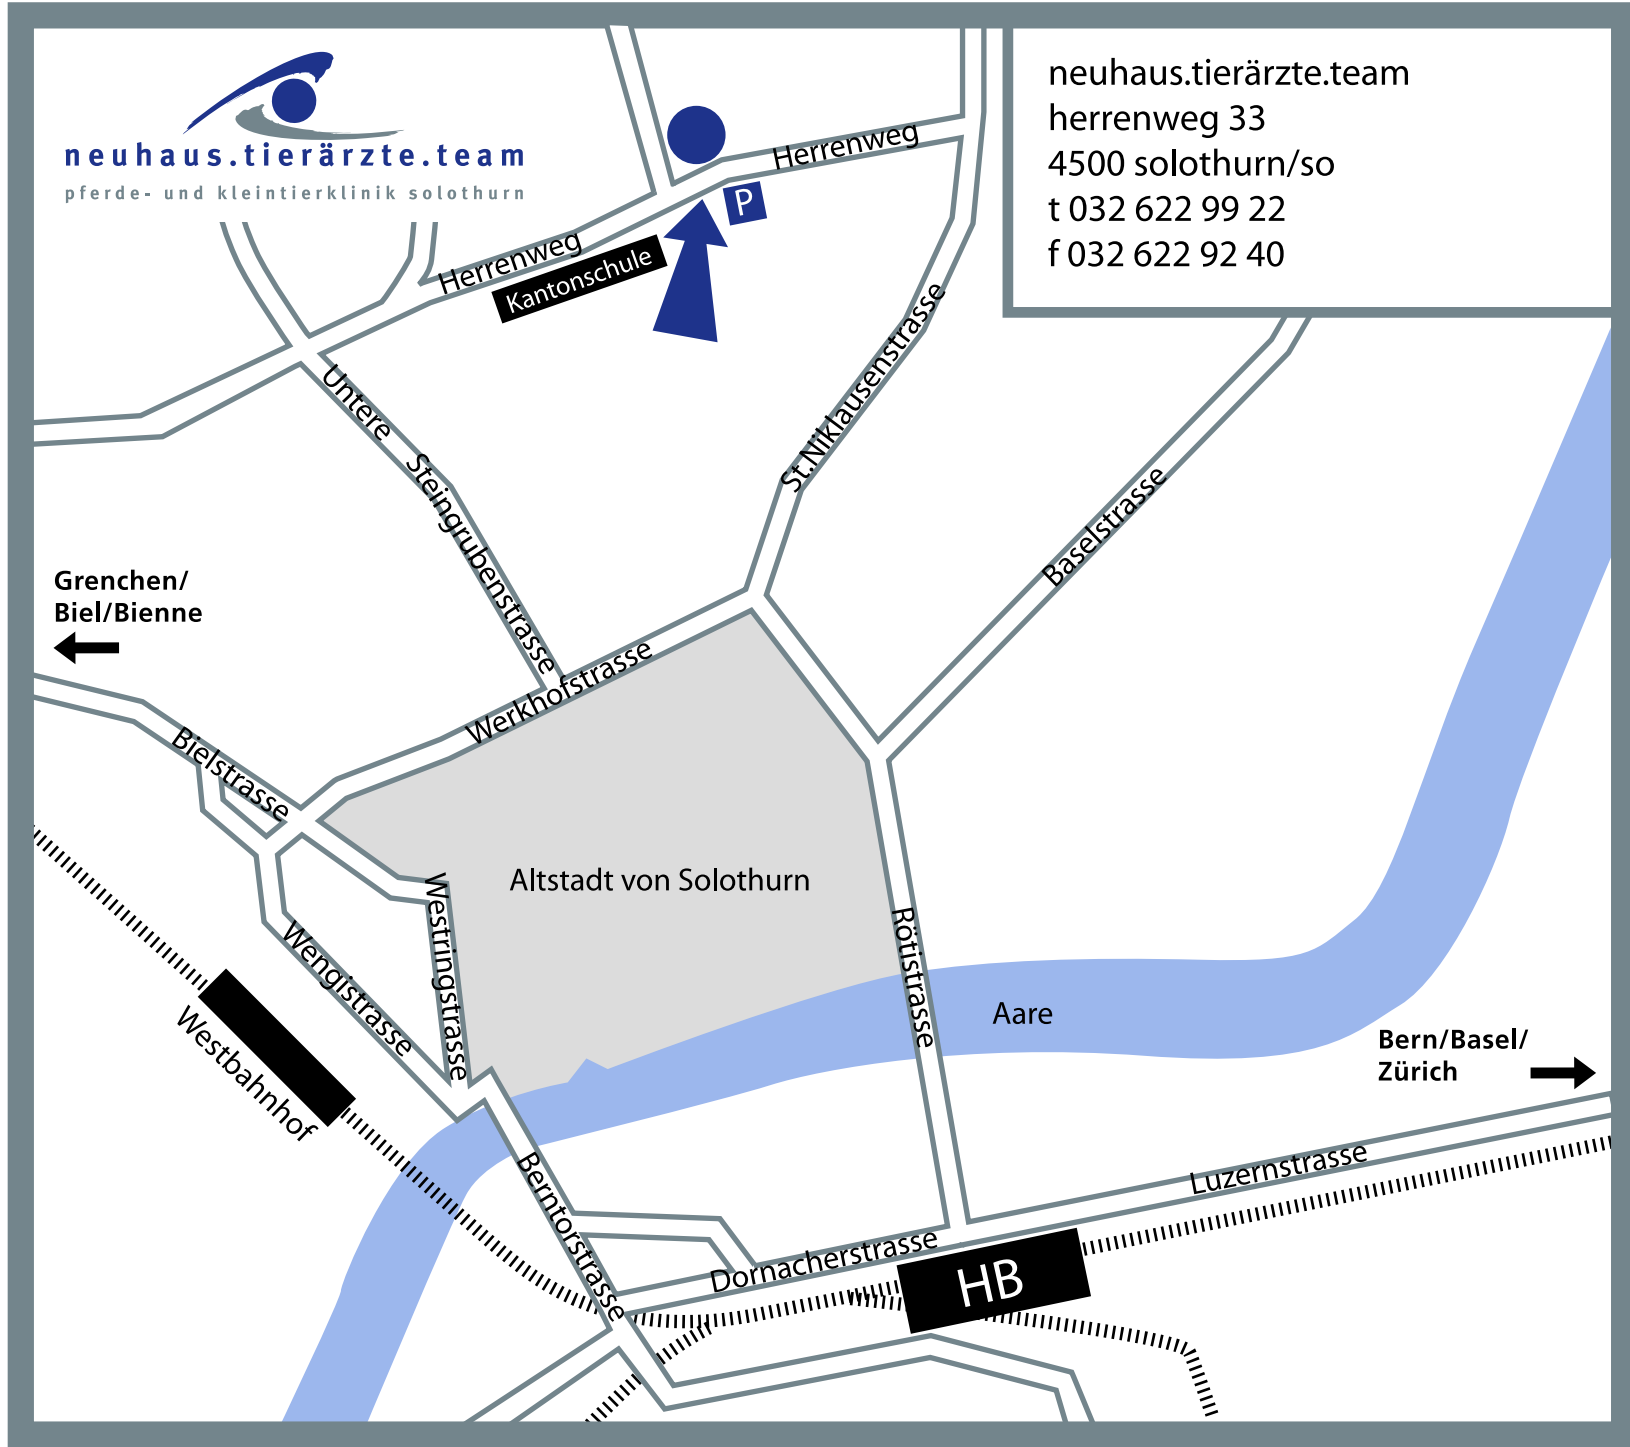 neuhaus.tierärzte.team
pferde- und kleintierklinik solothurn
neuhaus.tierärzte.team
herrenweg 33
4500 solothurn/so
t 032 622 99 22
f 032 622 92 40
Herrenweg
P
Herrenweg
Kantonschule
Untere
Steingrubenstrasse
St.Niklausenstrasse
Baselstrasse
Grenchen/
Biel/Bienne
Werkhofstrasse
Bielstrasse
Altstadt von Solothurn
Westringstrasse
Wengistrasse
Rötistrasse
Westbahnhof
Aare
Bern/Basel/
Zürich
Berntorstrasse
Luzernstrasse
Dornacherstrasse
HB